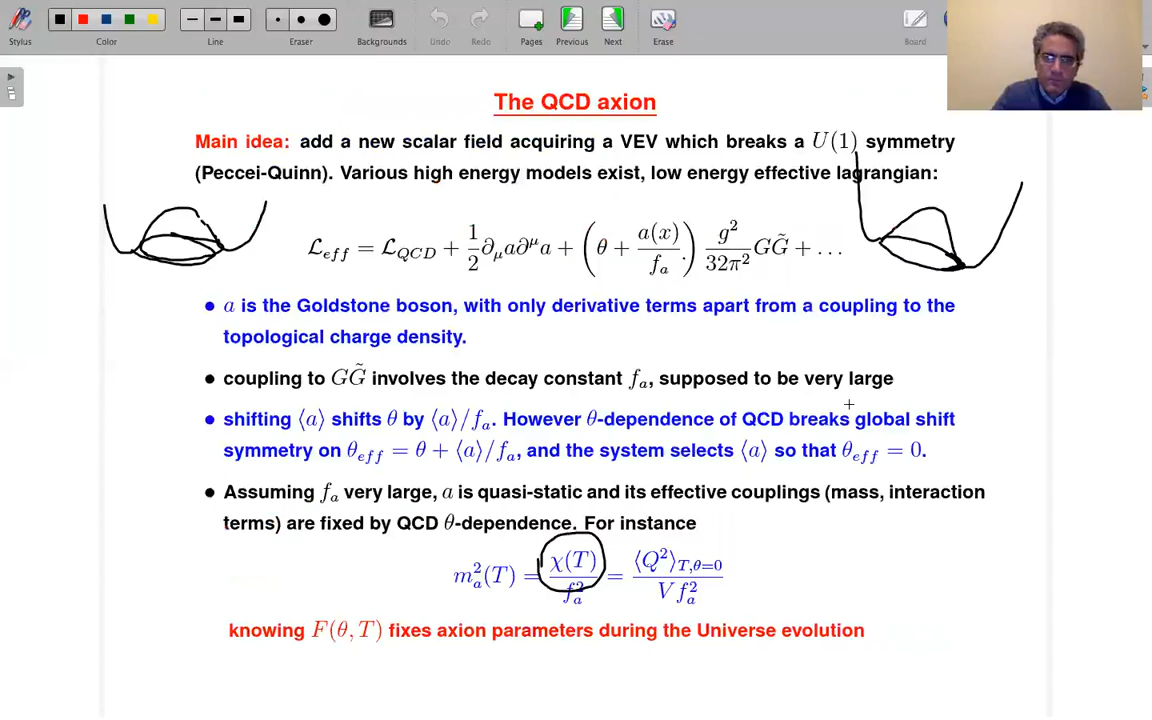 Stylus Color Line Eraser Backgrounds Undo Redo Pages Previous Next Erase Board
The QCD axion
Main idea: add a new scalar field acquiring a VEV which breaks a U(1) symmetry
(Peccei-Quinn). Various high energy models exist, low energy effective lagrangian:
ℒ_eff = ℒ_QCD + 1/2 ∂_μ a∂^μ a + (θ + a(x)/f_a) g²/32π² GG̃ + …
• a is the Goldstone boson, with only derivative terms apart from a coupling to the
topological charge density.
• coupling to GG̃ involves the decay constant f_a, supposed to be very large
• shifting ⟨a⟩ shifts θ by ⟨a⟩/f_a. However θ-dependence of QCD breaks global shift
symmetry on θ_eff = θ + ⟨a⟩/f_a, and the system selects ⟨a⟩ so that θ_eff = 0.
• Assuming f_a very large, a is quasi-static and its effective couplings (mass, interaction
terms) are fixed by QCD θ-dependence. For instance
m_a²(T) = χ(T)/f_a² = ⟨Q²⟩_{T,θ=0}/V f_a²
knowing F(θ, T) fixes axion parameters during the Universe evolution